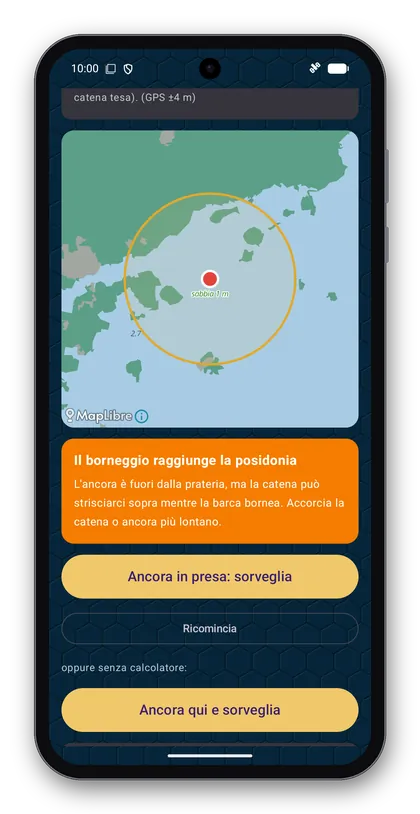 10:00
catena tesa). (GPS ±4 m)
sabbia 1 m
2.7
MapLibre
Il borneggio raggiunge la posidonia
L'ancora è fuori dalla prateria, ma la catena può
strisciarci sopra mentre la barca bornea. Accorcia la
catena o ancora più lontano.
Ancora in presa: sorveglia
Ricomincia
oppure senza calcolatore:
Ancora qui e sorveglia